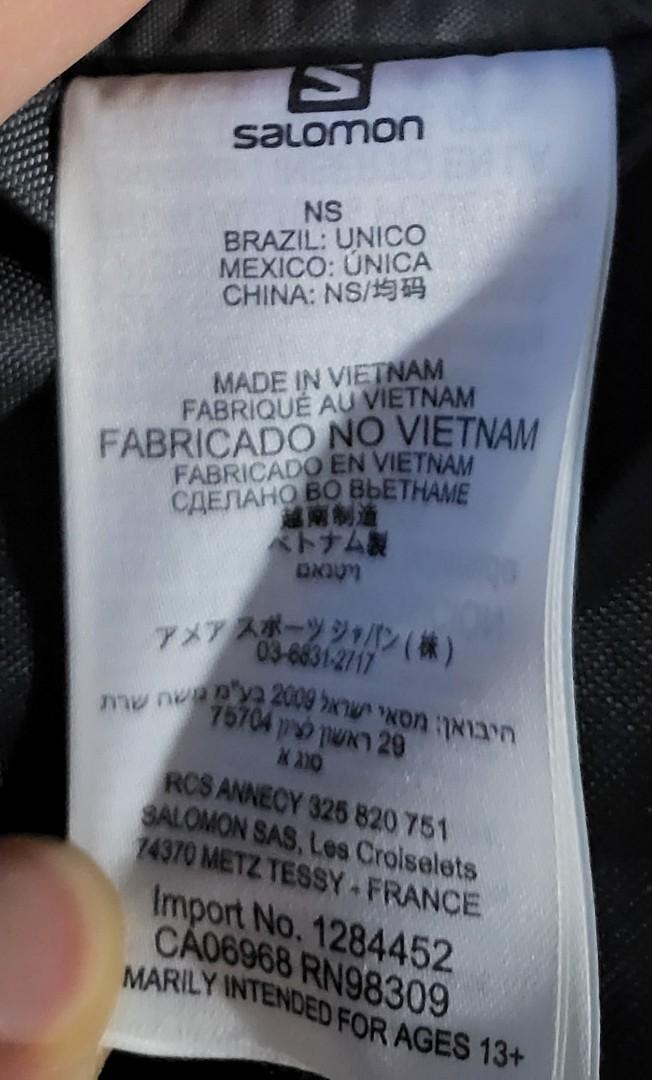 salomon
NS
BRAZIL: UNICO
MEXICO: ÚNICA
CHINA: NS/均码
MADE IN VIETNAM
FABRIQUÉ AU VIETNAM
FABRICADO NO VIETNAM
FABRICADO EN VIETNAM
СДЕЛАНО ВО ВЬЕТНАМЕ
越南制造
ベトナム製
וייטנאם
アメア スポーツ ジャパン (株)
03-6831-2717
היבואן: מסאי ישראל 2009 בע"מ משה שרת
29 ראשון לציון 75704
סוג א
RCS ANNECY 325 820 751
SALOMON SAS, Les Croiselets
74370 METZ TESSY - FRANCE
Import No. 1284452
CA06968 RN98309
MARILY INTENDED FOR AGES 13+